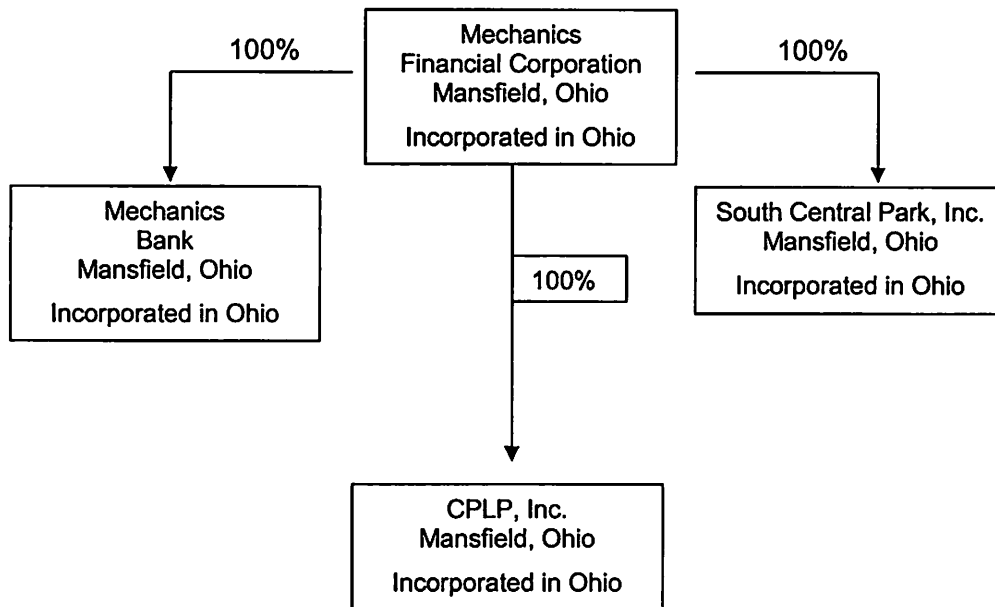 100%
Mechanics
Financial Corporation
Mansfield, Ohio
Incorporated in Ohio
100%
Mechanics
Bank
Mansfield, Ohio
Incorporated in Ohio
South Central Park, Inc.
Mansfield, Ohio
Incorporated in Ohio
100%
CPLP, Inc.
Mansfield, Ohio
Incorporated in Ohio